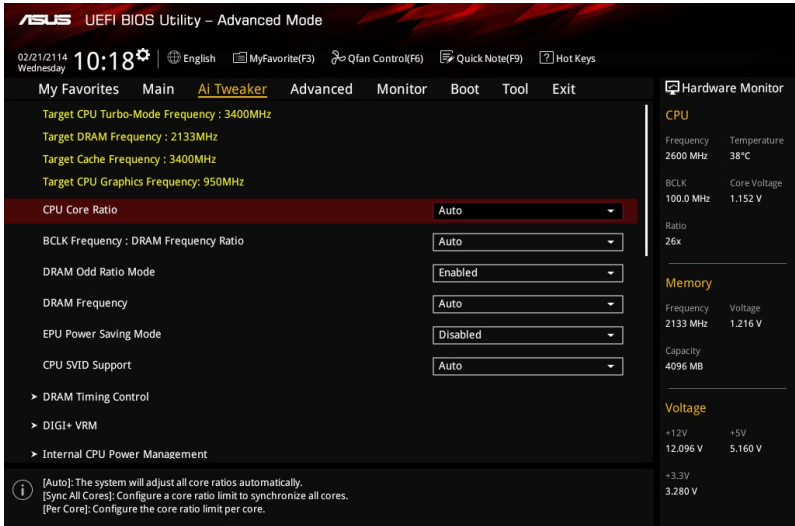 ASUS UEFI BIOS Utility – Advanced Mode
02/21/2114
Wednesday
10:18
English
MyFavorite(F3)
Qfan Control(F6)
Quick Note(F9)
? Hot Keys
My Favorites Main Ai Tweaker Advanced Monitor Boot Tool Exit
Target CPU Turbo-Mode Frequency : 3400MHz
Target DRAM Frequency : 2133MHz
Target Cache Frequency : 3400MHz
Target CPU Graphics Frequency: 950MHz
CPU Core Ratio Auto
BCLK Frequency : DRAM Frequency Ratio Auto
DRAM Odd Ratio Mode Enabled
DRAM Frequency Auto
EPU Power Saving Mode Disabled
CPU SVID Support Auto
> DRAM Timing Control
> DIGI+ VRM
> Internal CPU Power Management
[Auto]: The system will adjust all core ratios automatically.
[Sync All Cores]: Configure a core ratio limit to synchronize all cores.
[Per Core]: Configure the core ratio limit per core.
Hardware Monitor
CPU
Frequency Temperature
2600 MHz 38°C
BCLK Core Voltage
100.0 MHz 1.152 V
Ratio
26x
Memory
Frequency Voltage
2133 MHz 1.216 V
Capacity
4096 MB
Voltage
+12V +5V
12.096 V 5.160 V
+3.3V
3.280 V